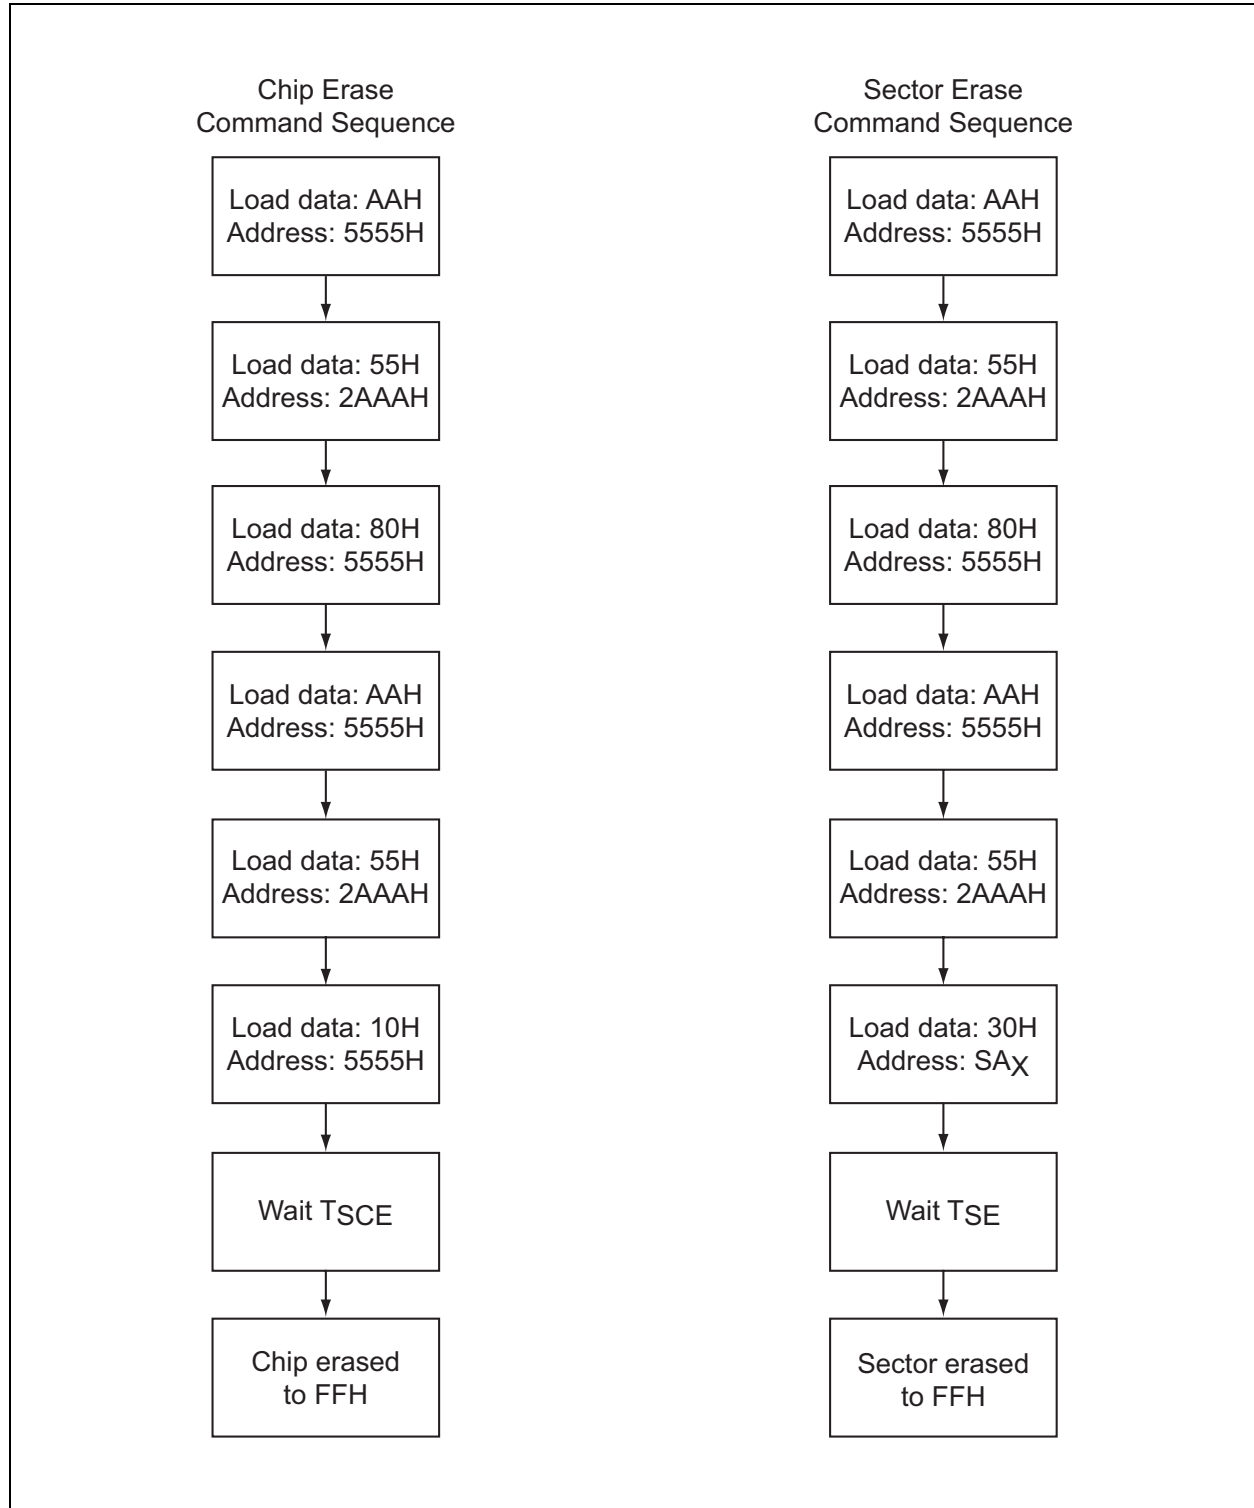 Chip Erase
Command Sequence
Load data: AAH
Address: 5555H
Load data: 55H
Address: 2AAAH
Load data: 80H
Address: 5555H
Load data: AAH
Address: 5555H
Load data: 55H
Address: 2AAAH
Load data: 10H
Address: 5555H
Wait TSCE
Chip erased
to FFH
Sector Erase
Command Sequence
Load data: AAH
Address: 5555H
Load data: 55H
Address: 2AAAH
Load data: 80H
Address: 5555H
Load data: AAH
Address: 5555H
Load data: 55H
Address: 2AAAH
Load data: 30H
Address: SAX
Wait TSE
Sector erased
to FFH